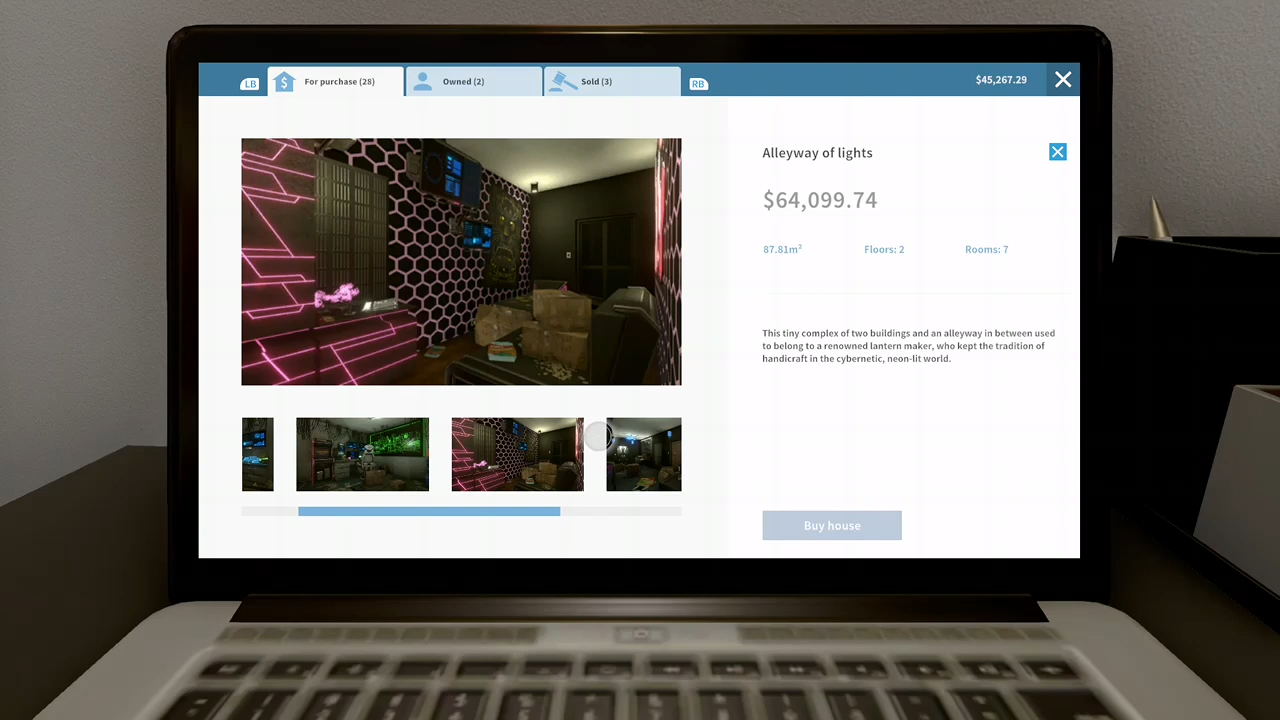 LB
For purchase (28)
Owned (2)
Sold (3)
RB
$45,267.29
Alleyway of lights
$64,099.74
87.81m²
Floors: 2
Rooms: 7
This tiny complex of two buildings and an alleyway in between used
to belong to a renowned lantern maker, who kept the tradition of
handicraft in the cybernetic, neon-lit world.
Buy house